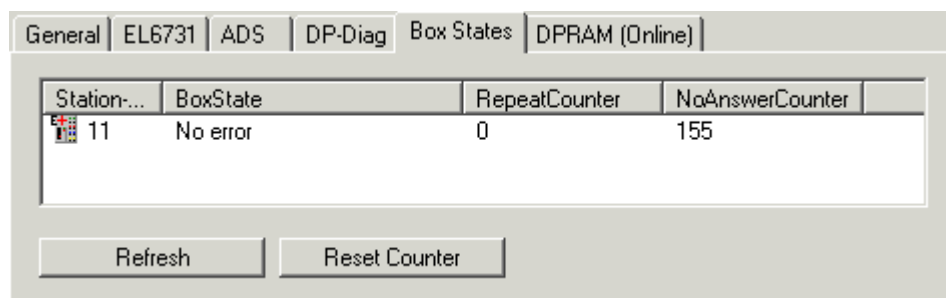 General EL6731 ADS DP-Diag Box States DPRAM (Online)
Station-... BoxState RepeatCounter NoAnswerCounter
11 No error 0 155
Refresh Reset Counter